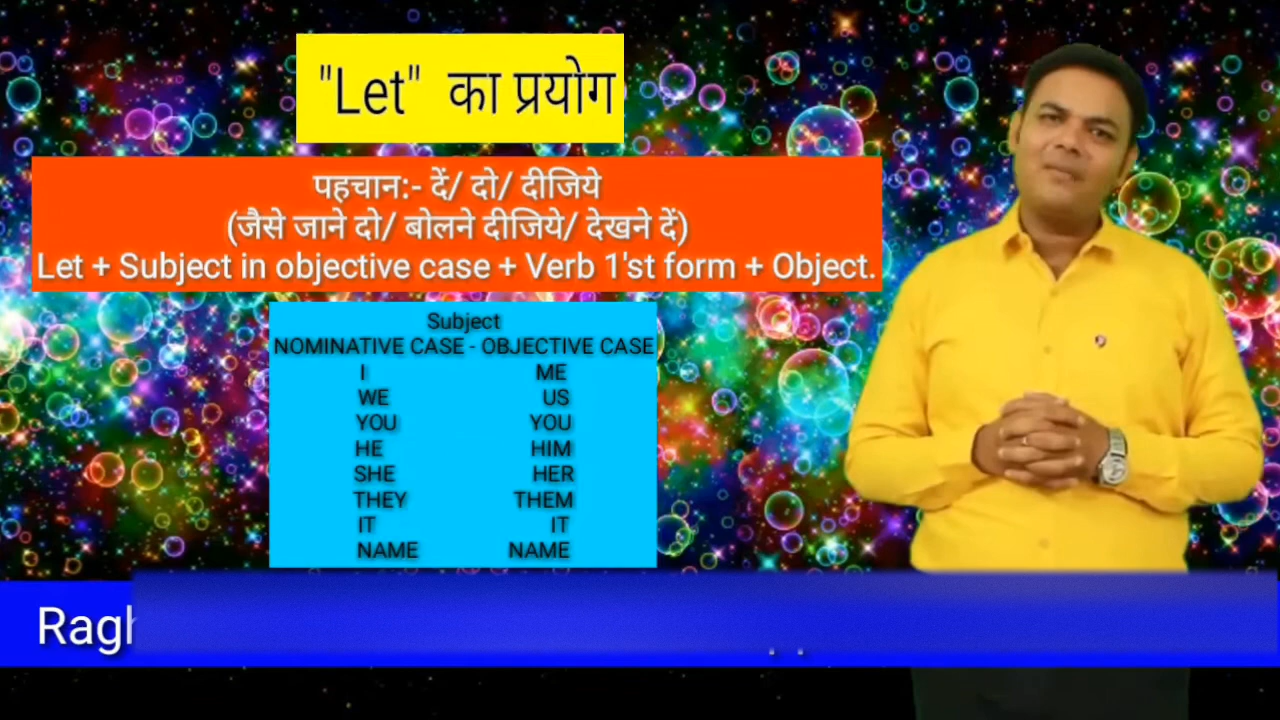 "Let" का प्रयोग
पहचान:- दें/ दो/ दीजिये
(जैसे जाने दो/ बोलने दीजिये/ देखने दें)
Let + Subject in objective case + Verb 1'st form + Object.
Subject
NOMINATIVE CASE - OBJECTIVE CASE
I ME
WE US
YOU YOU
HE HIM
SHE HER
THEY THEM
IT IT
NAME NAME